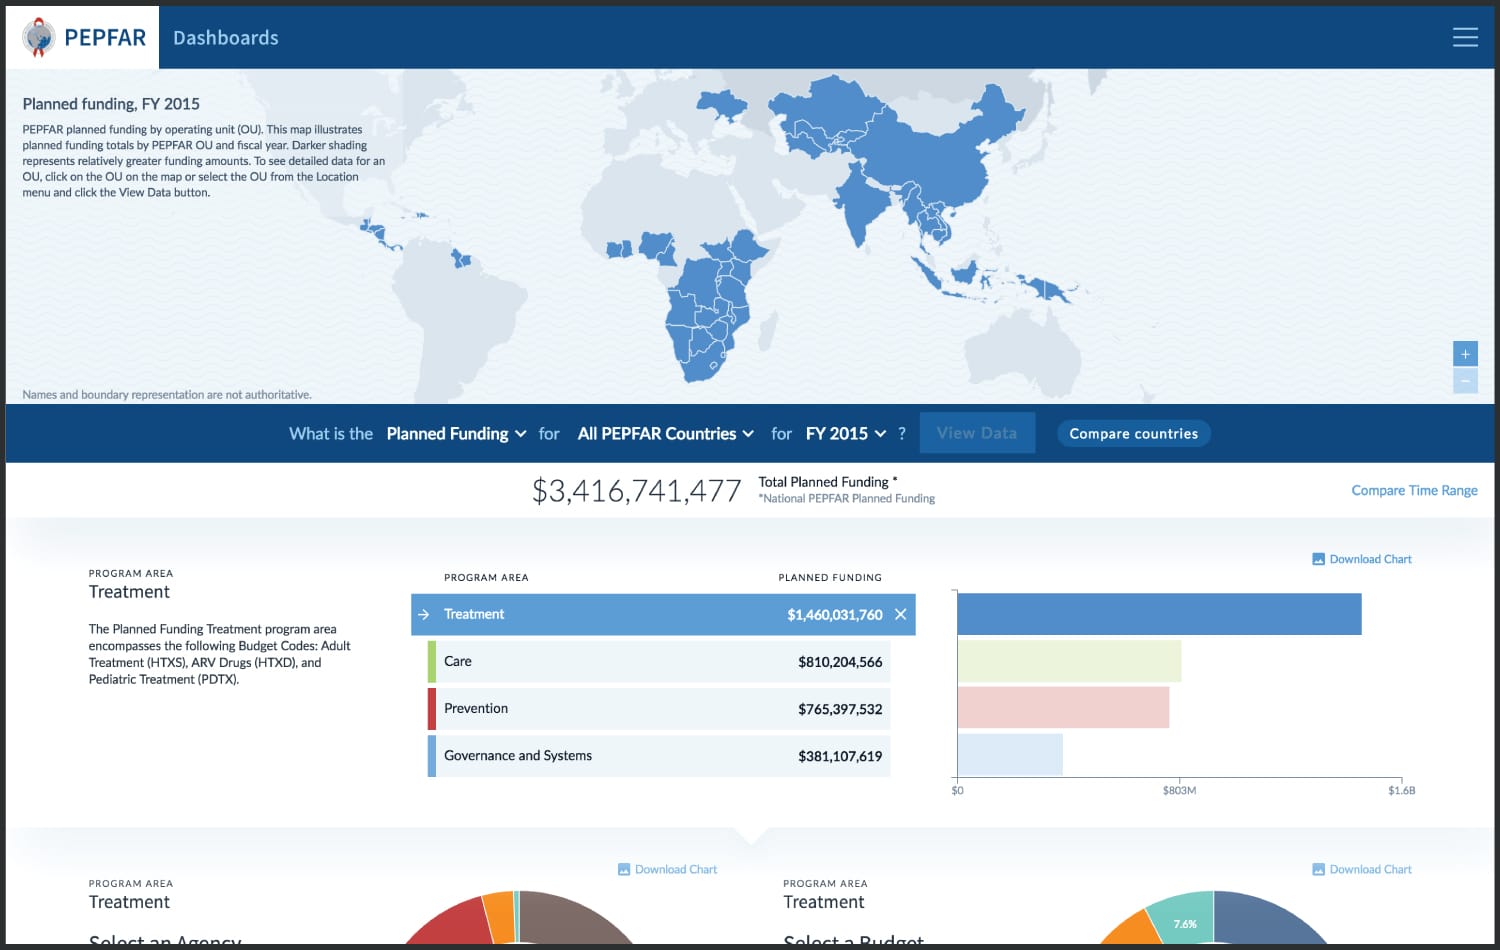 PEPFAR Dashboards
Planned funding, FY 2015
PEPFAR planned funding by operating unit (OU). This map illustrates
planned funding totals by PEPFAR OU and fiscal year. Darker shading
represents relatively greater funding amounts. To see detailed data for an
OU, click on the OU on the map or select the OU from the Location
menu and click the View Data button.
+
−
Names and boundary representation are not authoritative.
What is the Planned Funding for All PEPFAR Countries for FY 2015 ? View Data Compare countries
$3,416,741,477 Total Planned Funding *
*National PEPFAR Planned Funding
Compare Time Range
Download Chart
PROGRAM AREA
Treatment
The Planned Funding Treatment program area
encompasses the following Budget Codes: Adult
Treatment (HTXS), ARV Drugs (HTXD), and
Pediatric Treatment (PDTX).
PROGRAM AREA PLANNED FUNDING
Treatment $1,460,031,760
Care $810,204,566
Prevention $765,397,532
Governance and Systems $381,107,619
$0 $803M $1.6B
Download Chart
PROGRAM AREA
Treatment
Select an Agency
Download Chart
PROGRAM AREA
Treatment
Select a Budget
7.6%